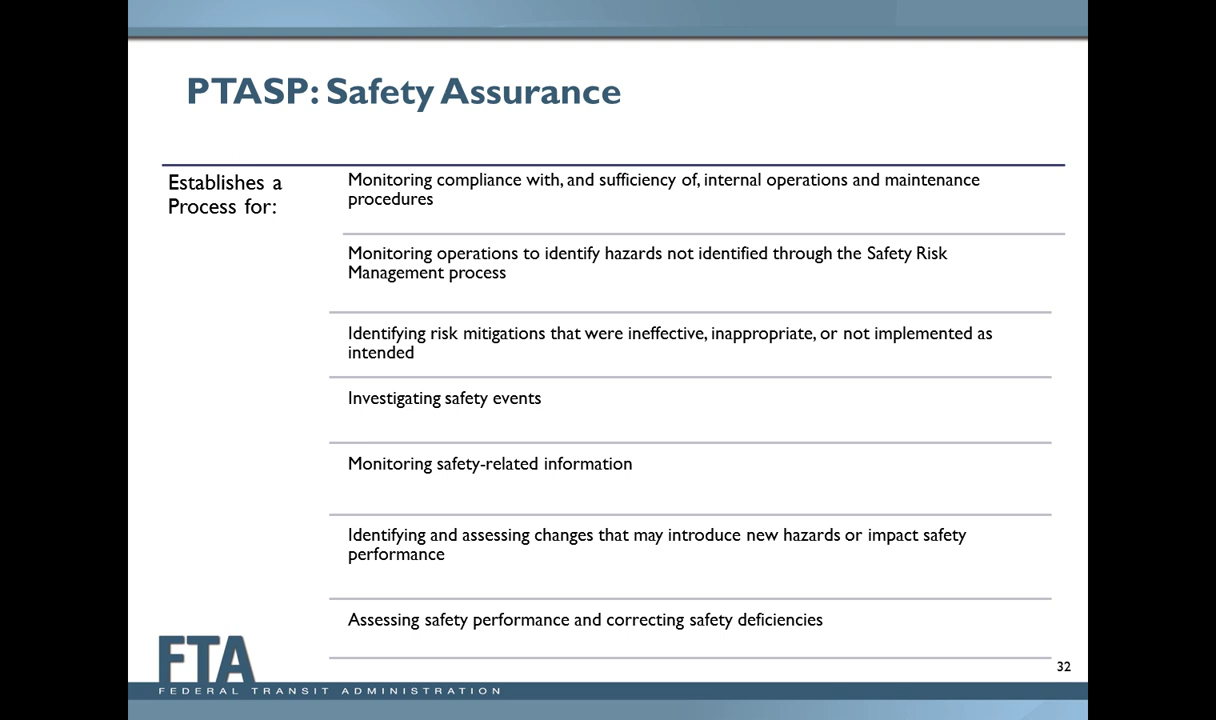 PTASP: Safety Assurance
Establishes a
Process for:
Monitoring compliance with, and sufficiency of, internal operations and maintenance
procedures
Monitoring operations to identify hazards not identified through the Safety Risk
Management process
Identifying risk mitigations that were ineffective, inappropriate, or not implemented as
intended
Investigating safety events
Monitoring safety-related information
Identifying and assessing changes that may introduce new hazards or impact safety
performance
Assessing safety performance and correcting safety deficiencies
32
FTA
FEDERAL TRANSIT ADMINISTRATION